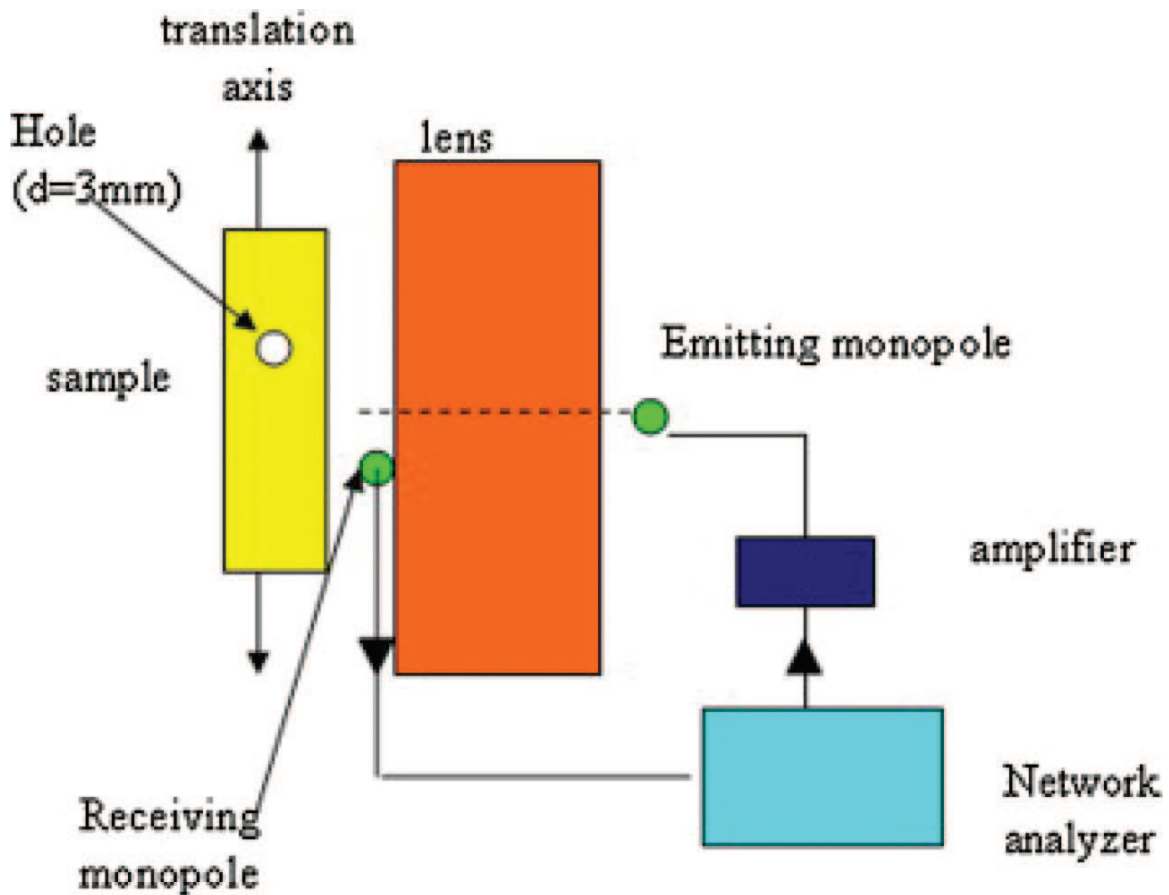 translation
axis
Hole
(d=3mm)
lens
sample
Emitting monopole
amplifier
Receiving
monopole
Network
analyzer